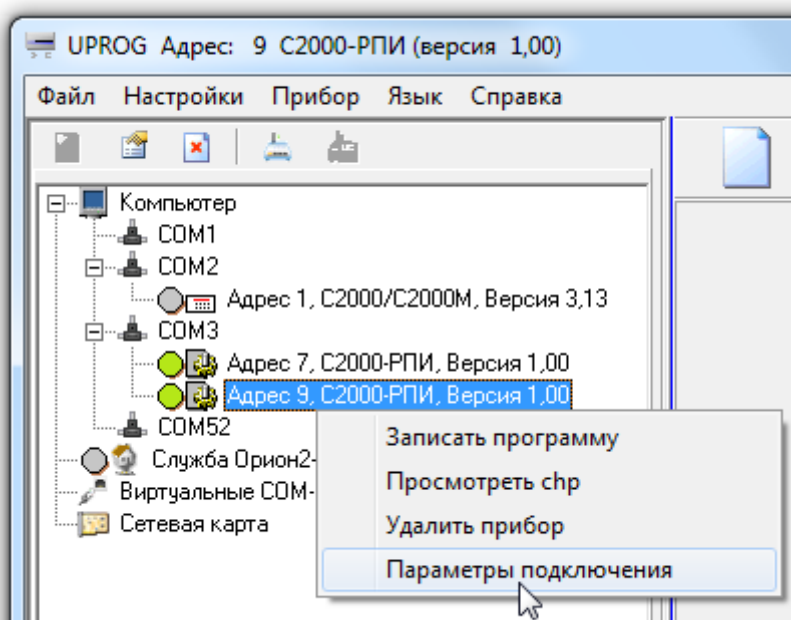 UPROG Адрес: 9 С2000-РПИ (версия 1,00)
Файл Настройки Прибор Язык Справка
Компьютер
COM1
COM2
Адрес 1, С2000/С2000М, Версия 3,13
COM3
Адрес 7, С2000-РПИ, Версия 1,00
Адрес 9, С2000-РПИ, Версия 1,00
COM52
Служба Орион2-
Виртуальные COM-
Сетевая карта
Записать программу
Просмотреть chp
Удалить прибор
Параметры подключения